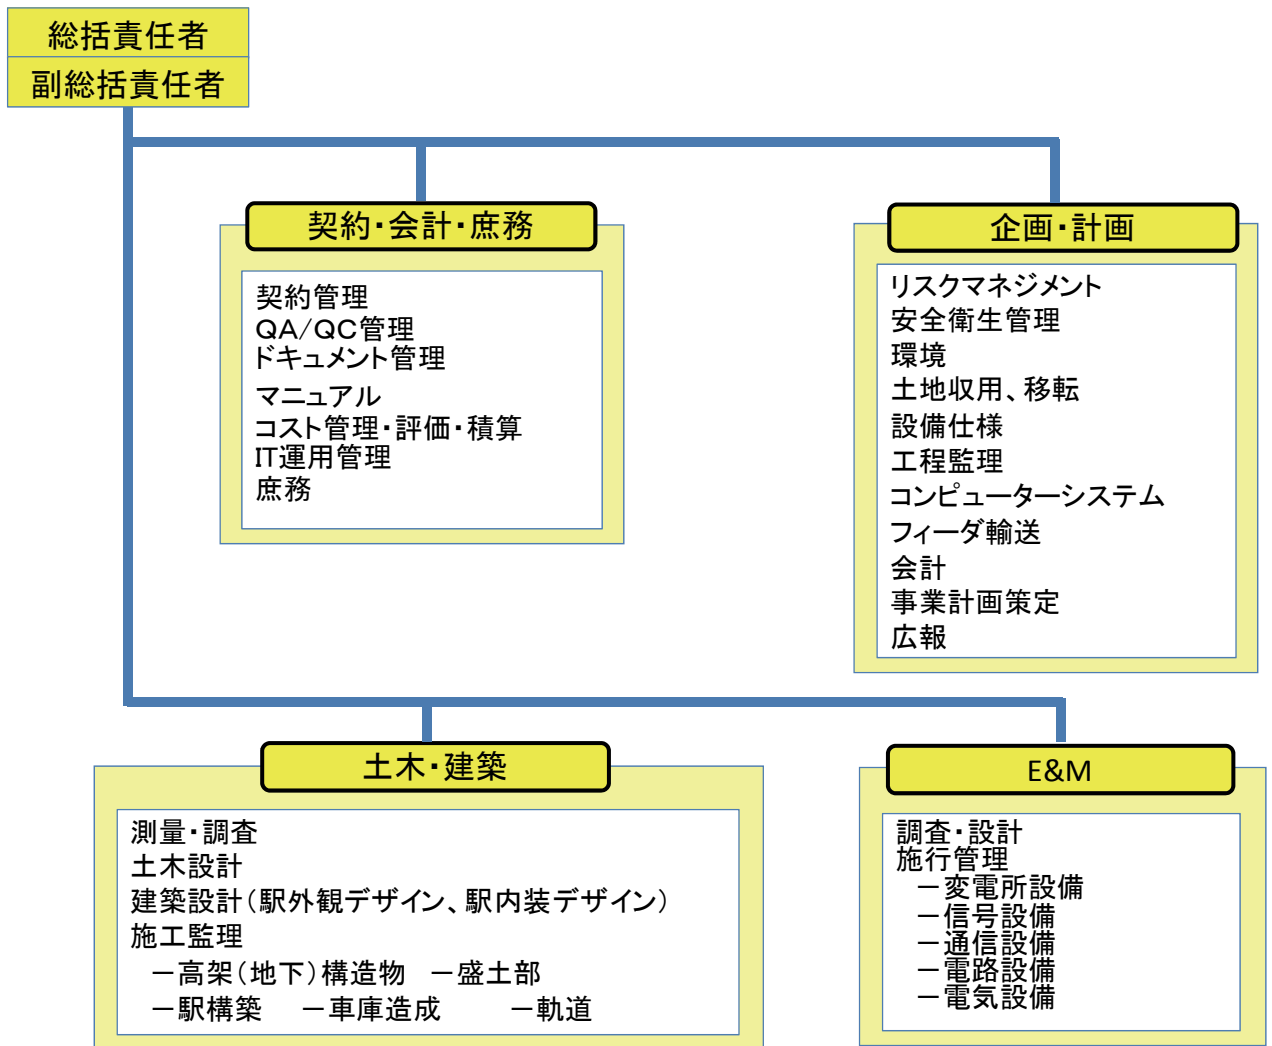 総括責任者
副総括責任者
契約・会計・庶務
契約管理
QA/QC管理
ドキュメント管理
マニュアル
コスト管理・評価・積算
IT運用管理
庶務
企画・計画
リスクマネジメント
安全衛生管理
環境
土地収用、移転
設備仕様
工程監理
コンピューターシステム
フィーダ輸送
会計
事業計画策定
広報
土木・建築
測量・調査
土木設計
建築設計（駅外観デザイン、駅内装デザイン）
施工監理
－高架（地下）構造物　－盛土部
－駅構築　－車庫造成　－軌道
E&M
調査・設計
施行管理
－変電所設備
－信号設備
－通信設備
－電路設備
－電気設備